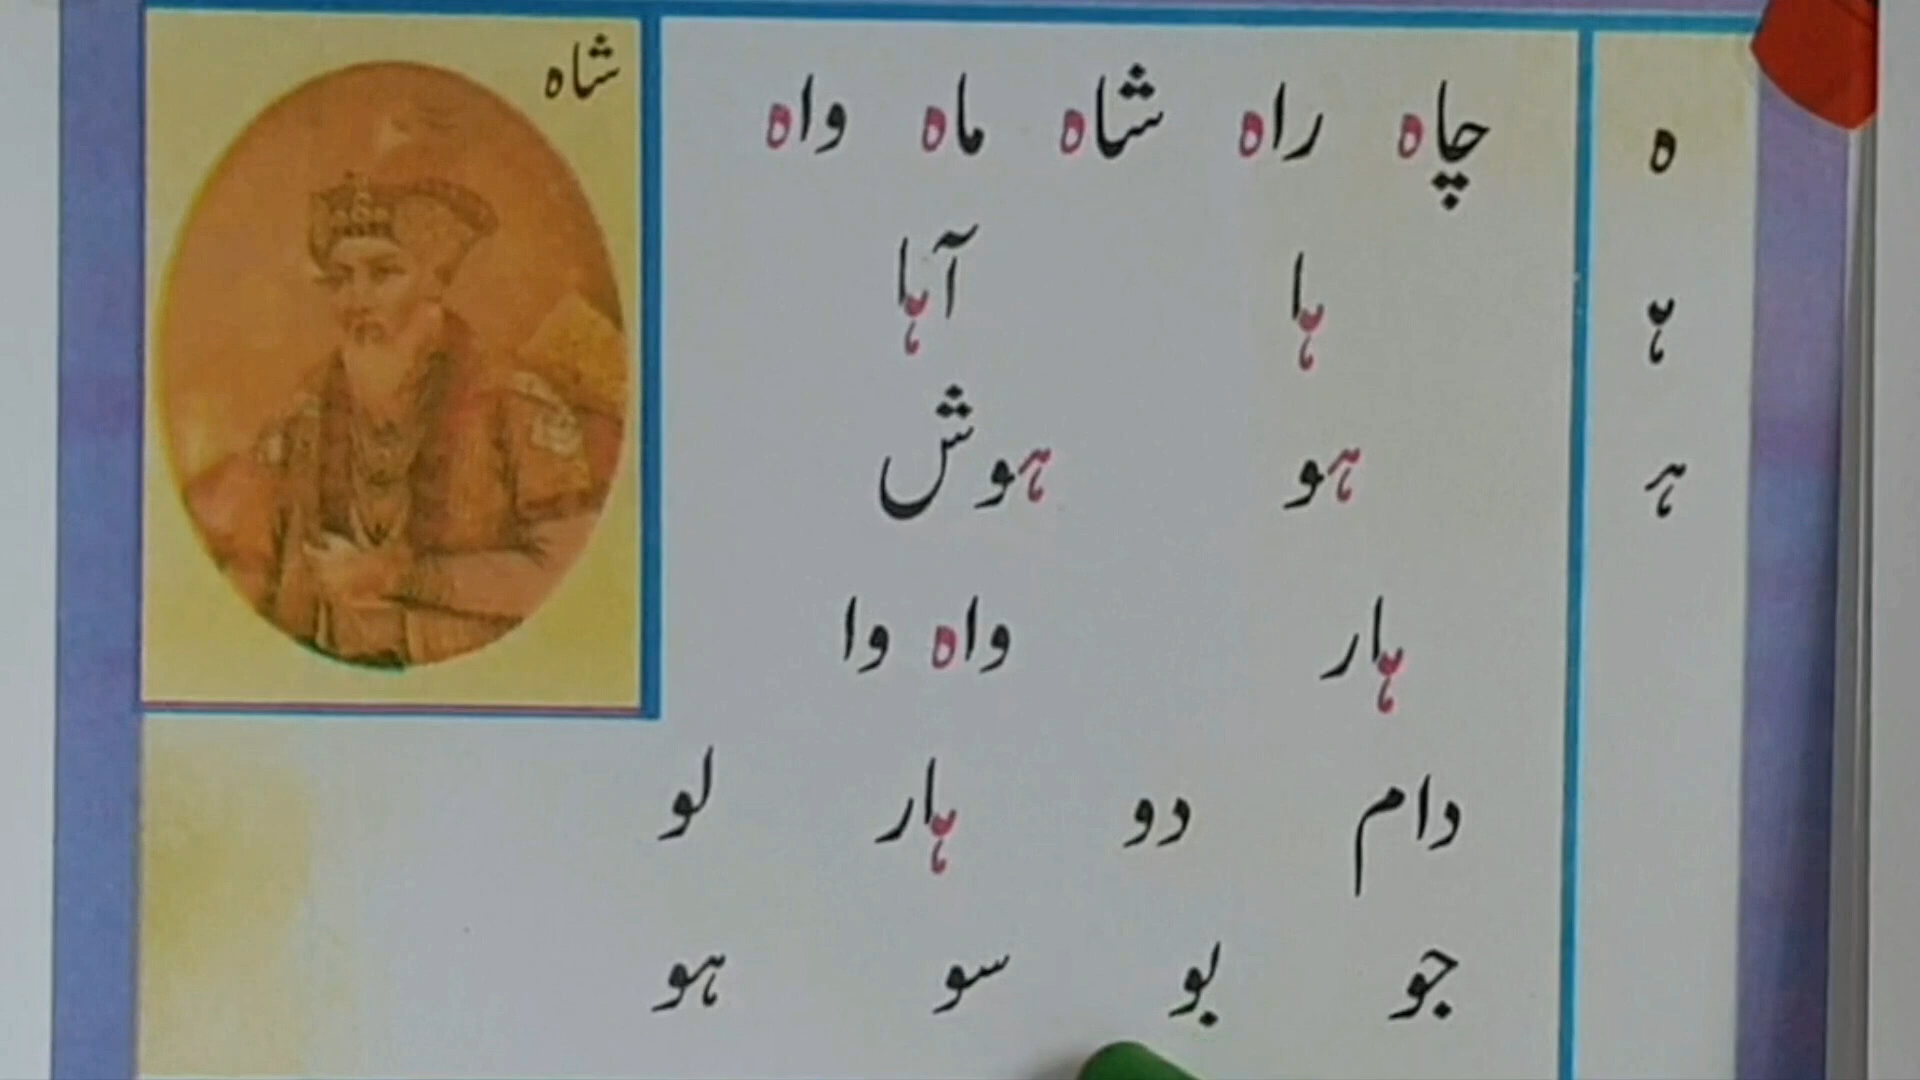 ہ چاہ راہ شاہ ماہ واہ شاہ
ہ ہا آہا
ہ ہو ہوش
ہار واہ وا
دام دو ہار لو
جو بو سو ہو